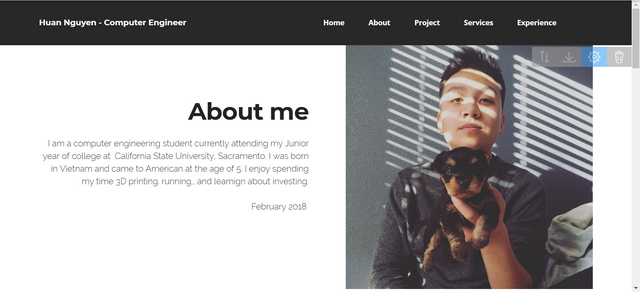 Huan Nguyen - Computer Engineer Home About Project Services Experience
About me
I am a computer engineering student currently attending my Junior
year of college at California State University, Sacramento. I was born
in Vietnam and came to American at the age of 5. I enjoy spending
my time 3D printing, running., and learnign about investing.
February 2018